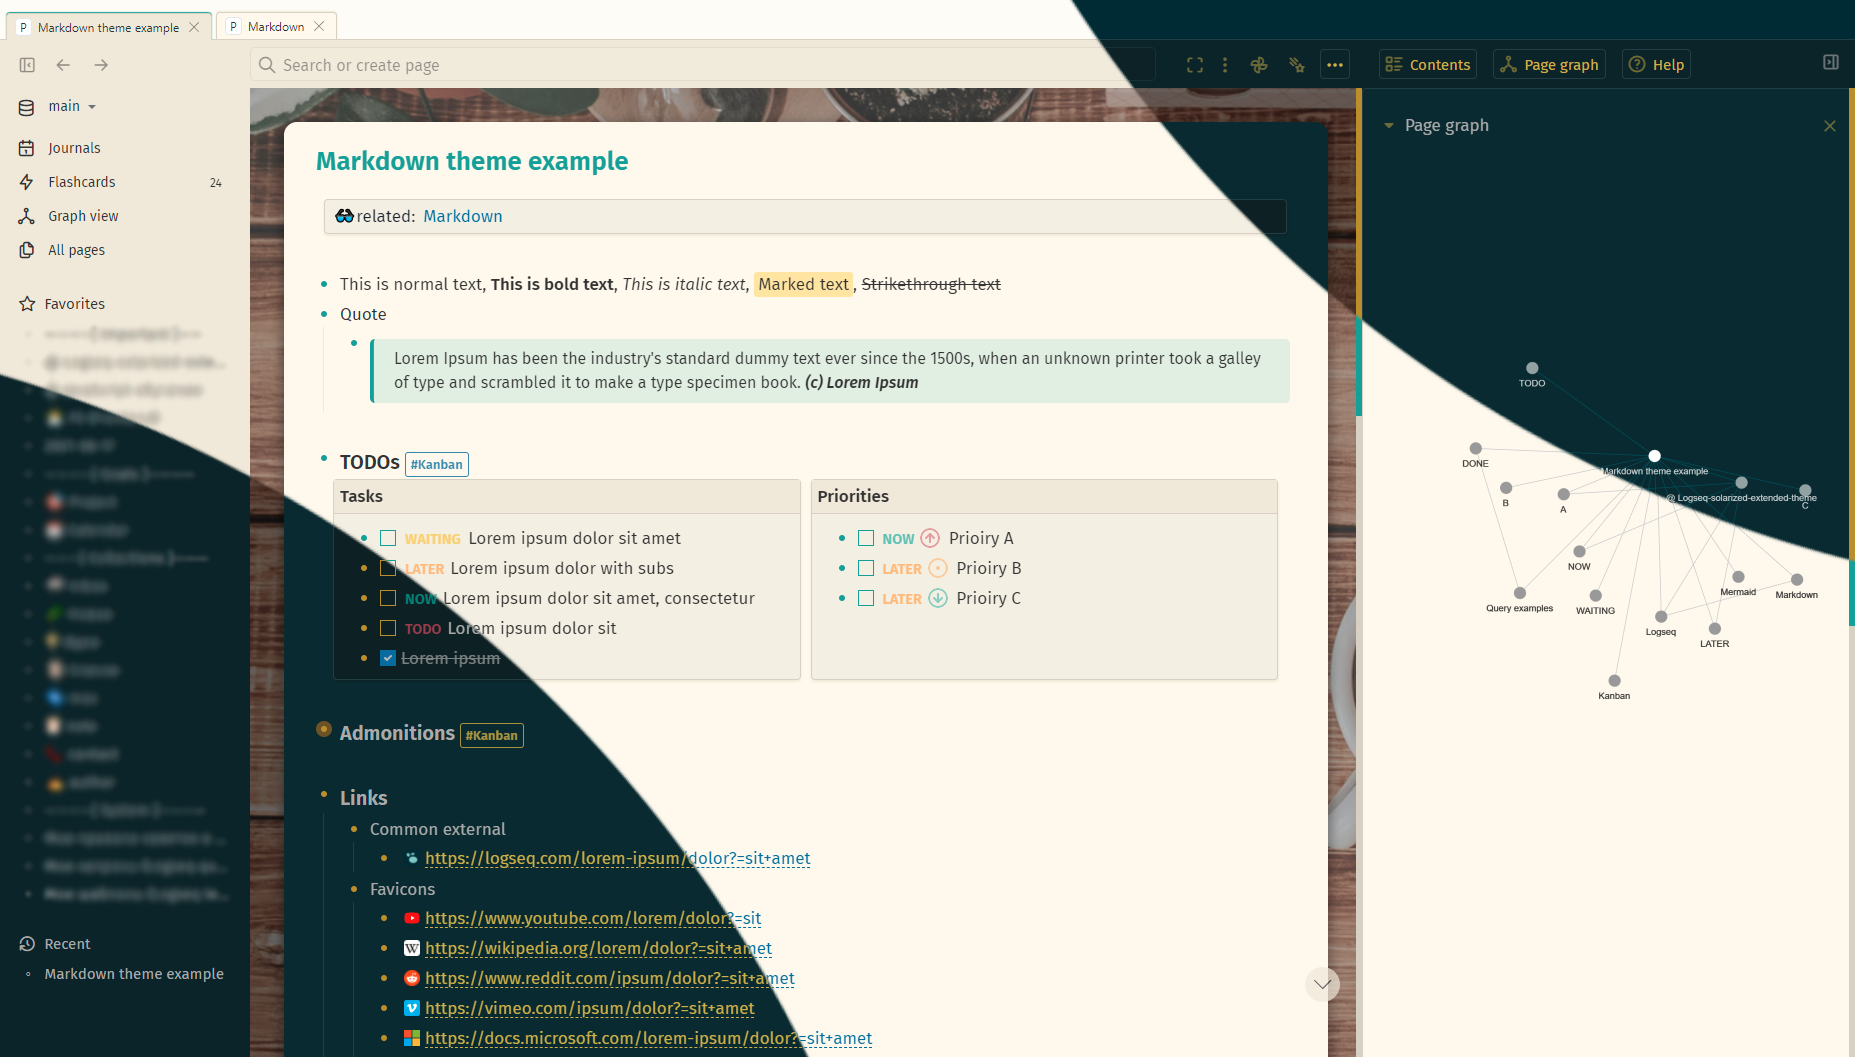 P Markdown theme example
P Markdown
Search or create page
Contents
Page graph
Help
main
Journals
Flashcards 24
Graph view
All pages
Favorites
Recent
Markdown theme example
Markdown theme example
related: Markdown
This is normal text, This is bold text, This is italic text, Marked text, Strikethrough text
Quote
Lorem Ipsum has been the industry's standard dummy text ever since the 1500s, when an unknown printer took a galley
of type and scrambled it to make a type specimen book. (c) Lorem Ipsum
TODOs #Kanban
Tasks
WAITING Lorem ipsum dolor sit amet
LATER Lorem ipsum dolor with subs
NOW Lorem ipsum dolor sit amet, consectetur
TODO Lorem ipsum dolor sit
Lorem ipsum
Priorities
NOW Prioiry A
LATER Prioiry B
LATER Prioiry C
Admonitions #Kanban
Links
Common external
https://logseq.com/lorem-ipsum/dolor?=sit+amet
Favicons
https://www.youtube.com/lorem/dolor?=sit
W https://wikipedia.org/lorem/dolor?=sit+amet
https://www.reddit.com/ipsum/dolor?=sit+amet
https://vimeo.com/ipsum/dolor?=sit+amet
https://docs.microsoft.com/lorem-ipsum/dolor?=sit+amet
Page graph
TODO
DONE
Markdown theme example
B
A
@ Logseq-solarized-extended-theme
C
NOW
Query examples
WAITING
Mermaid
Markdown
Logseq
LATER
Kanban